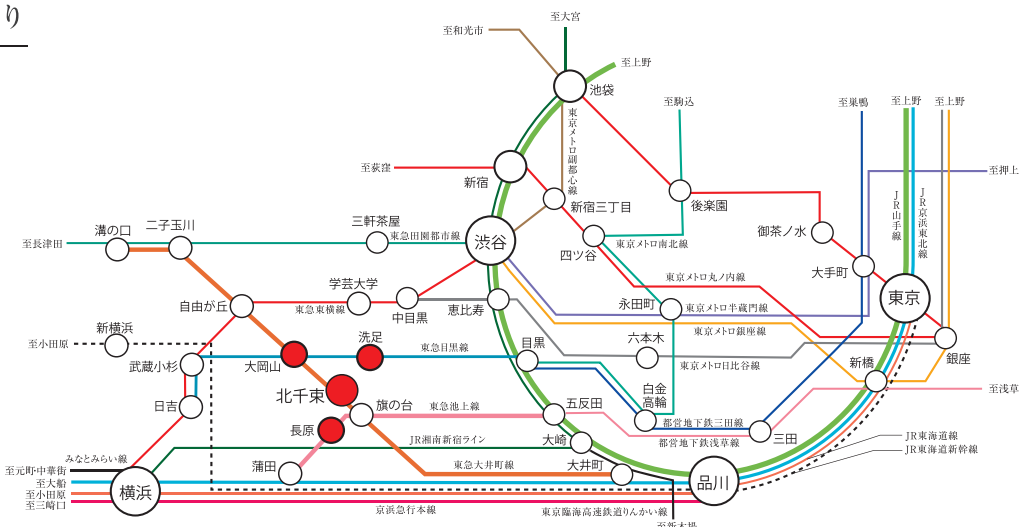 り
至大宮
至和光市
至上野
池袋
至駒込
至巣鴨
至上野
至上野
東京メトロ副都心線
至荻窪
新宿
新宿三丁目
後楽園
至押上
JR山手線
JR京浜東北線
溝の口
二子玉川
三軒茶屋
東急田園都市線
至長津田
渋谷
四ツ谷
東京メトロ南北線
御茶ノ水
大手町
学芸大学
東京メトロ丸ノ内線
自由が丘
東急東横線
中目黒
恵比寿
永田町
東京メトロ半蔵門線
東京
新横浜
至小田原
洗足
東急目黒線
目黒
六本木
東京メトロ銀座線
東京メトロ日比谷線
銀座
武蔵小杉
大岡山
新橋
日吉
北千束
旗の台
東急池上線
五反田
白金
高輪
都営地下鉄三田線
至浅草
長原
JR湘南新宿ライン
大崎
都営地下鉄浅草線
三田
JR東海道線
JR東海道新幹線
みなとみらい線
至元町・中華街
蒲田
東急大井町線
大井町
至大船
至小田原
至三崎口
横浜
品川
京浜急行本線
東京臨海高速鉄道りんかい線
至新木場